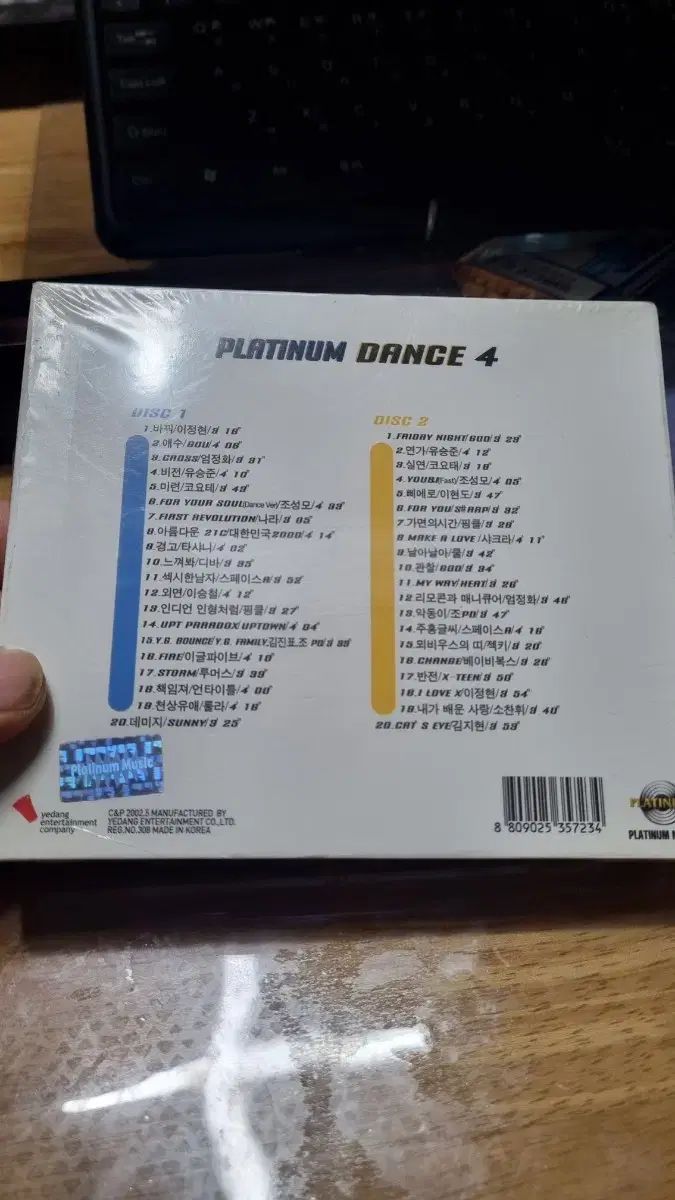 PLATINUM DANCE 4
DISC 1
1.바꿔/이정현/3 18"
2.애수/GOD/4 06"
3.CROSS/엄정화/3 31"
4.비전/유승준/4 10"
5.미련/코요테/3 49"
6.FOR YOUR SOUL(Dance Ver)/조성모/4 39"
7.FIRST REVOLUTION/나라/3 05"
8.아름다운 21C/대한민국2000/4 14"
9.경고/타샤니/4 02"
10.느껴봐/디바/3 35"
11.섹시한남자/스페이스A/3 52"
12.외면/이승철/4 12"
13.인디언 인형처럼/핑클/3 27"
14.UPT PARADOX/UPTOWN/4 04"
15.Y.G. BOUNCE/Y.G. FAMILY,김진표,조 PD/3 39"
16.FIRE/이글파이브/4 10"
17.STORM/투머스/3 39"
18.책임져/언타이틀/4 00"
19.천상유애/룰라/4 18"
20.데미지/SUNNY/3 25"
DISC 2
1.FRIDAY NIGHT/GOD/3 29"
2.연가/유승준/4 12"
3.실연/코요태/3 18"
4.YOUBI(Fast)/조성모/4 05"
5.삐에로/이현도/3 47"
6.FOR YOU/S#ARP/3 32"
7.가면의시간/핑클/3 28"
8.MAKE A LOVE /샤크라/4 11"
9.날아날아/쿨/3 42"
10.관찰/GOD/3 34"
11.MY WAY/HEAT/3 26"
12.리모콘과 매니큐어/엄정화/3 48"
13.악동이/조PD/3 47"
14.주홍글씨/스페이스A/4 16"
15.뫼비우스의 띠/젝키/3 20"
16.CHANGE/베이비복스/3 26"
17.반전/X-TEEN/3 50"
18.I LOVE X/이정현/3 54"
19.내가 배운 사랑/소찬휘/3 40"
20.CAT S EYE/김지현/3 53"
Platinum Music
yedang
entertainment
company
C&P 2002.5 MANUFACTURED BY
YEDANG ENTERTAINMENT CO.,LTD.
REG.NO.308 MADE IN KOREA
8 809025 357234